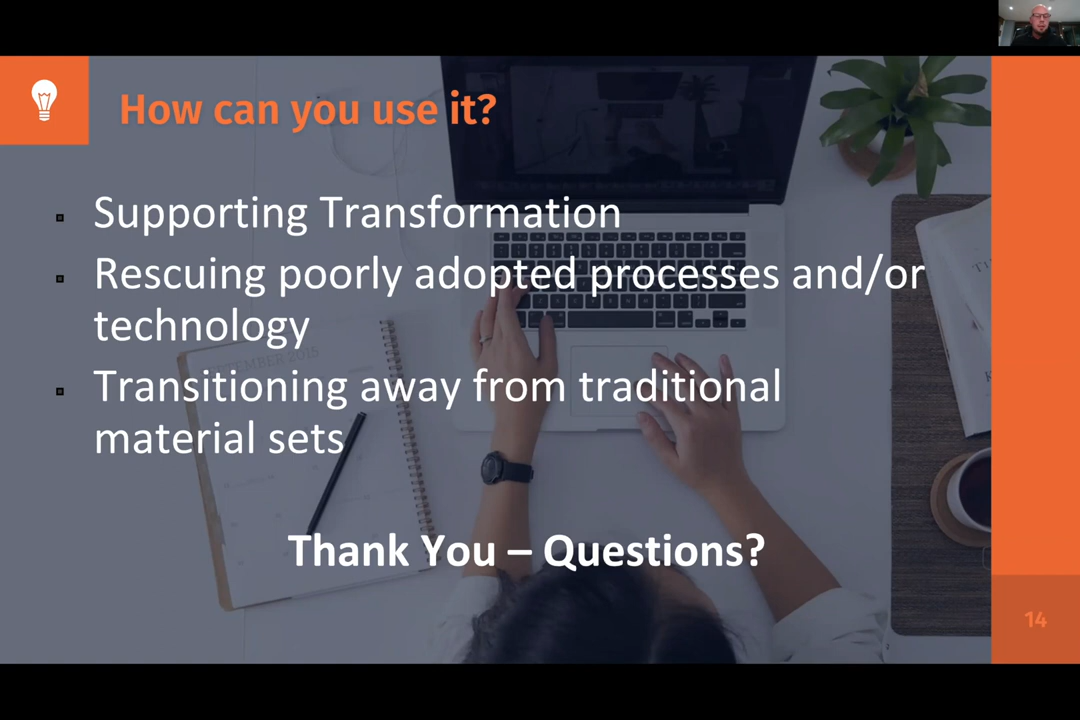 How can you use it?
Supporting Transformation
Rescuing poorly adopted processes and/or
technology
Transitioning away from traditional
material sets
Thank You – Questions?
14